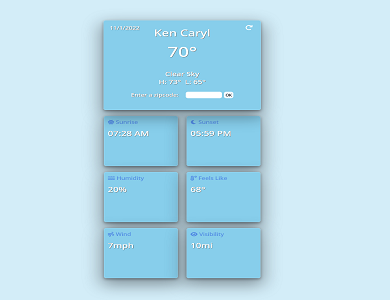 11/3/2022
Ken Caryl
70°
Clear Sky
H: 73° L: 65°
Enter a zipcode:
OK
Sunrise
07:28 AM
Sunset
05:59 PM
Humidity
20%
Feels Like
68°
Wind
7mph
Visibility
10mi